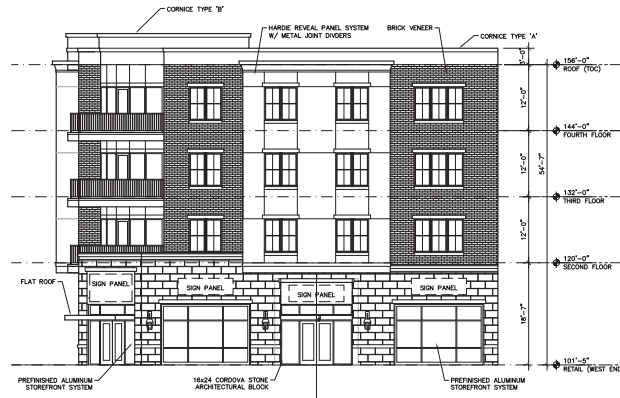 CORNICE TYPE 'B'
HARDIE REVEAL PANEL SYSTEM
W/ METAL JOINT DIVDERS
BRICK VENEER
CORNICE TYPE 'A'
3'-0"
156'-0"
ROOF (TOC)
12'-0"
144'-0"
FOURTH FLOOR
12'-0"
54'-7"
132'-0"
THIRD FLOOR
12'-0"
120'-0"
SECOND FLOOR
FLAT ROOF
SIGN PANEL
SIGN PANEL
SIGN PANEL
SIGN PANEL
18'-7"
101'-5"
RETAIL (WEST END
PREFINISHED ALUMINUM
STOREFRONT SYSTEM
16x24 CORDOVA STONE
ARCHITECTURAL BLOCK
PREFINISHED ALUMINUM
STOREFRONT SYSTEM